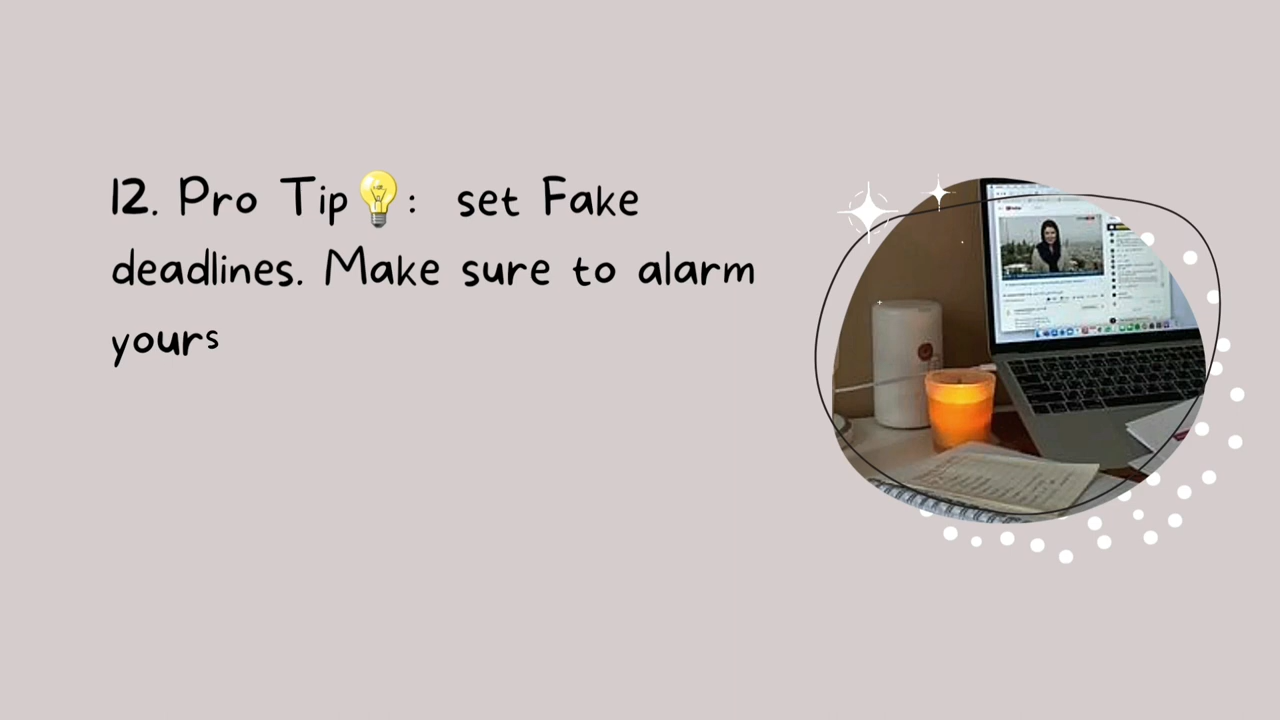 12. Pro Tip💡: set Fake
deadlines. Make sure to alarm
yours